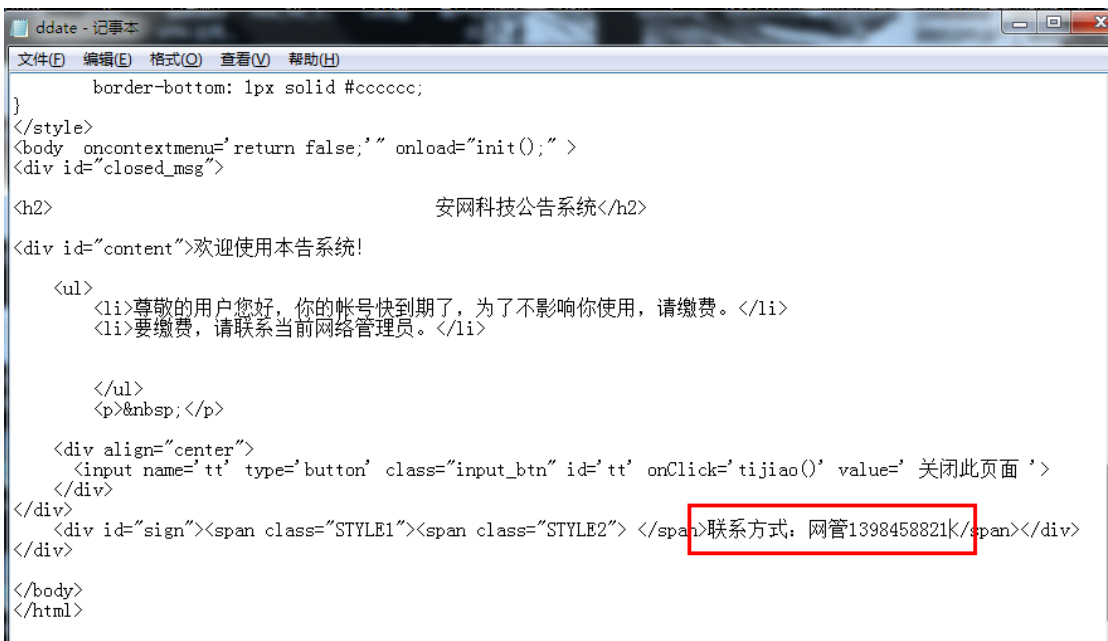 ddate - 记事本
文件(F) 编辑(E) 格式(O) 查看(V) 帮助(H)
border-bottom: 1px solid #cccccc;
}
</style>
<body  oncontextmenu='return false;'" onload="init();" >
<div id="closed_msg">
<h2> 安网科技公告系统</h2>
<div id="content">欢迎使用本告系统!
<ul>
<li>尊敬的用户您好，你的帐号快到期了，为了不影响你使用，请缴费。</li>
<li>要缴费，请联系当前网络管理员。</li>
</ul>
<p>&nbsp;</p>
<div align="center">
<input name='tt' type='button' class="input_btn" id='tt' onClick='tijiao()' value=' 关闭此页面 '>
</div>
</div>
<div id="sign"><span class="STYLE1"><span class="STYLE2"> </span>联系方式：网管1398458821</span></div>
</div>
</body>
</html>